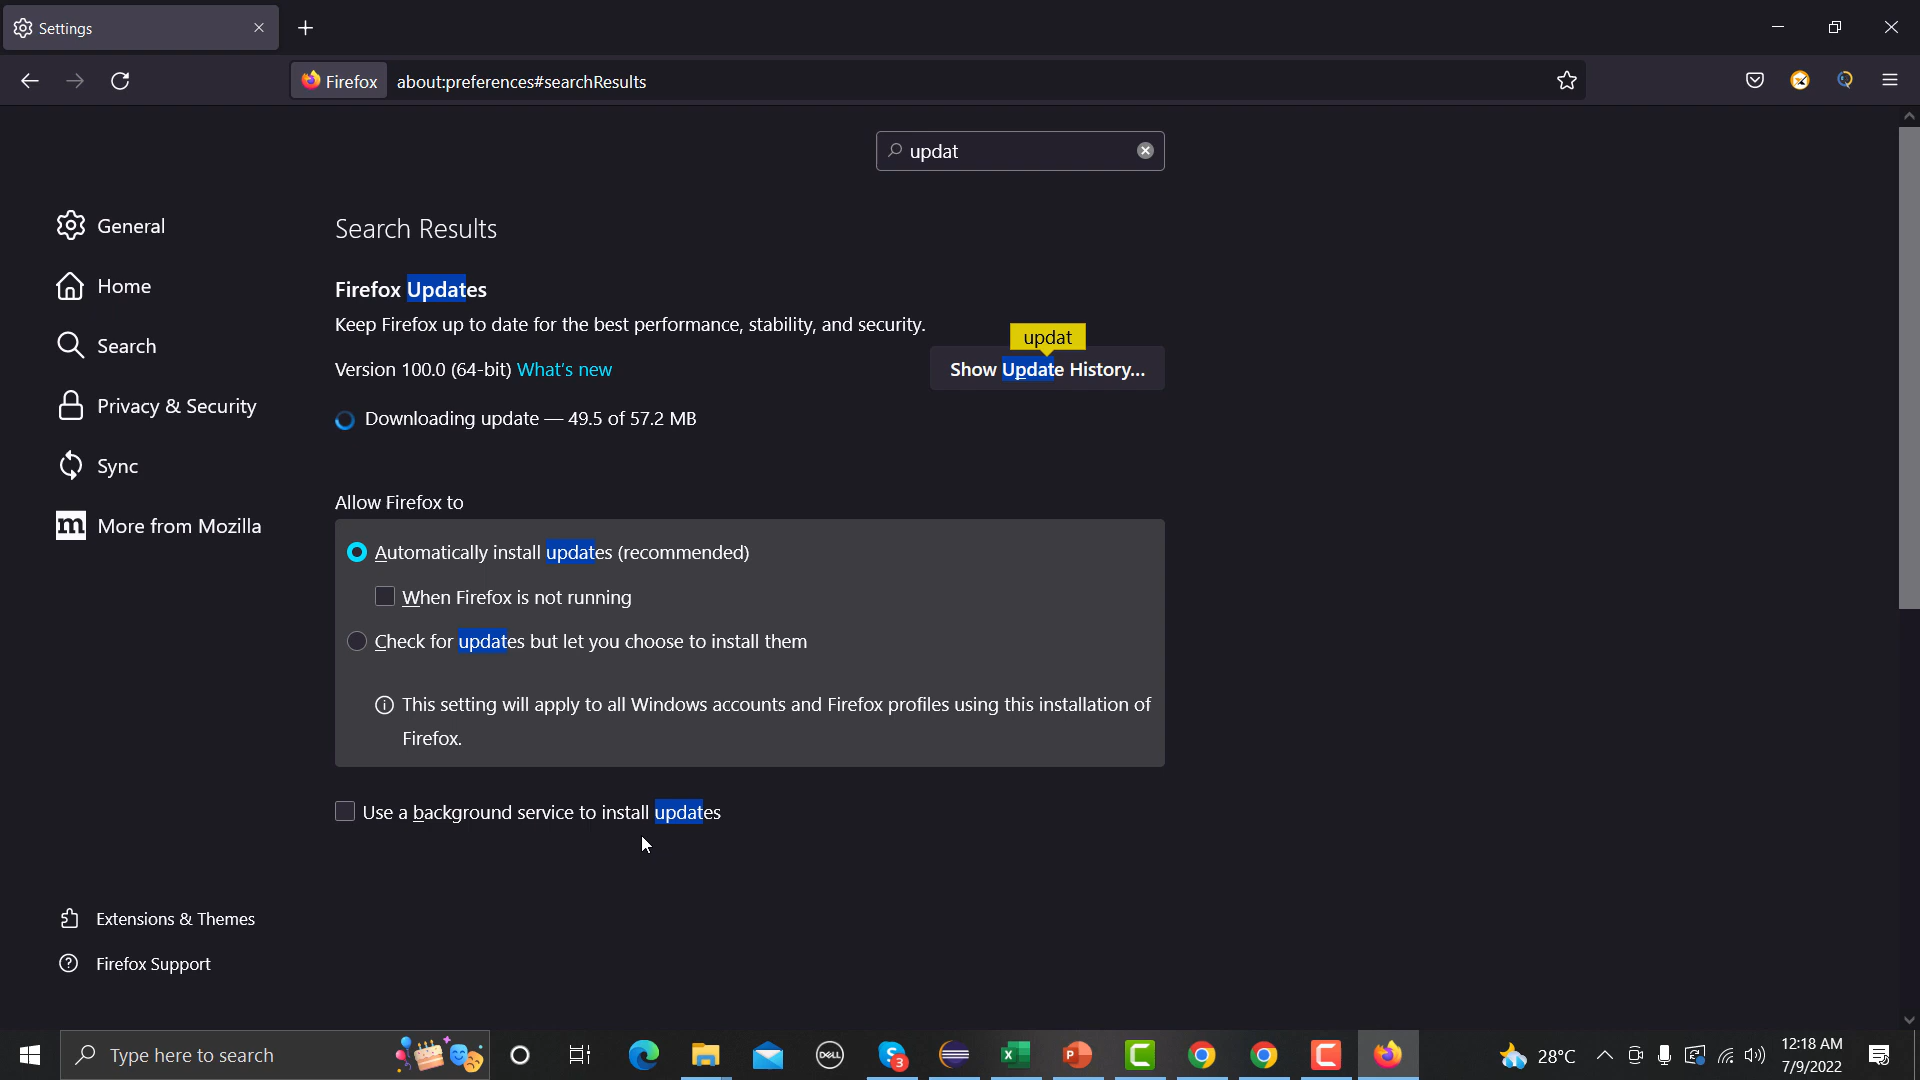 Settings
Firefox about:preferences#searchResults
updat
General
Home
Search
Privacy & Security
Sync
More from Mozilla
Extensions & Themes
Firefox Support
Search Results
Firefox Updates
Keep Firefox up to date for the best performance, stability, and security.
updat
Version 100.0 (64-bit) What's new
Show Update History...
Downloading update — 49.5 of 57.2 MB
Allow Firefox to
Automatically install updates (recommended)
When Firefox is not running
Check for updates but let you choose to install them
This setting will apply to all Windows accounts and Firefox profiles using this installation of
Firefox.
Use a background service to install updates
Type here to search
DELL
3
28°C
12:18 AM
7/9/2022